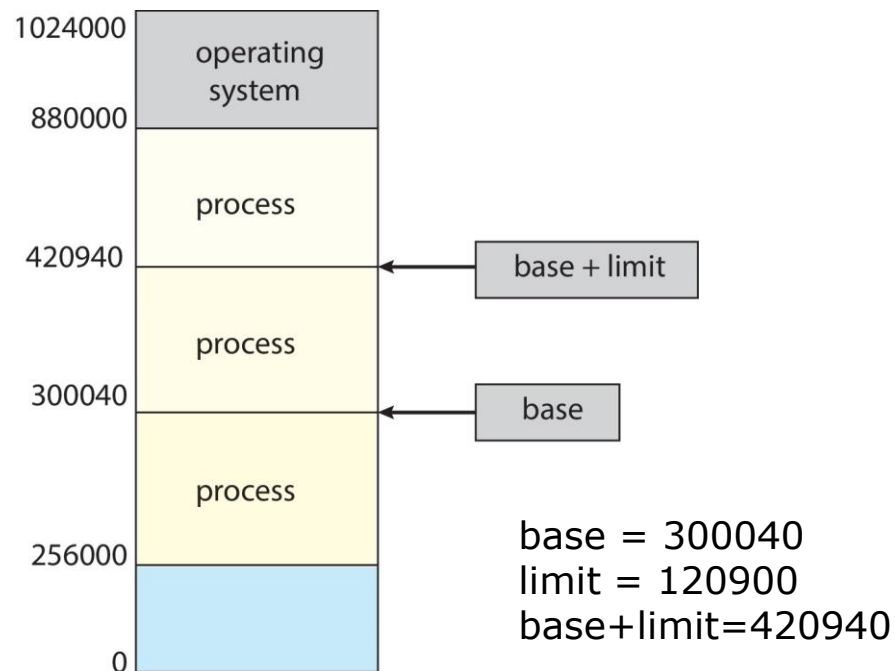 1024000
operating
system
880000
process
420940
base + limit
process
300040
base
process
256000
0
base = 300040
limit = 120900
base+limit=420940